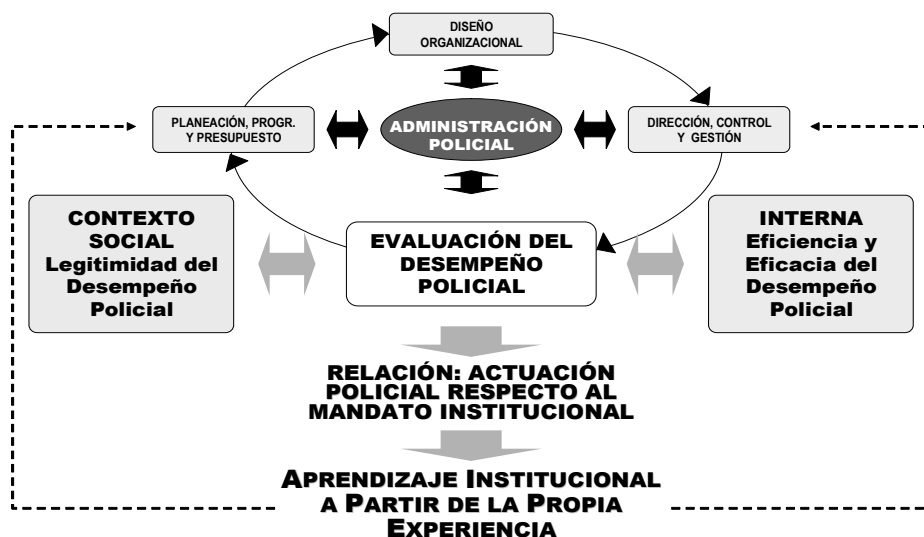 DISEÑO
ORGANIZACIONAL
PLANEACIÓN, PROGR.
Y PRESUPUESTO
ADMINISTRACIÓN
POLICIAL
DIRECCIÓN, CONTROL
Y GESTIÓN
CONTEXTO
SOCIAL
Legitimidad del
Desempeño
Policial
EVALUACIÓN DEL
DESEMPEÑO
POLICIAL
INTERNA
Eficiencia y
Eficacia del
Desempeño
Policial
RELACIÓN: ACTUACIÓN
POLICIAL RESPECTO AL
MANDATO INSTITUCIONAL
APRENDIZAJE INSTITUCIONAL
A PARTIR DE LA PROPIA
EXPERIENCIA